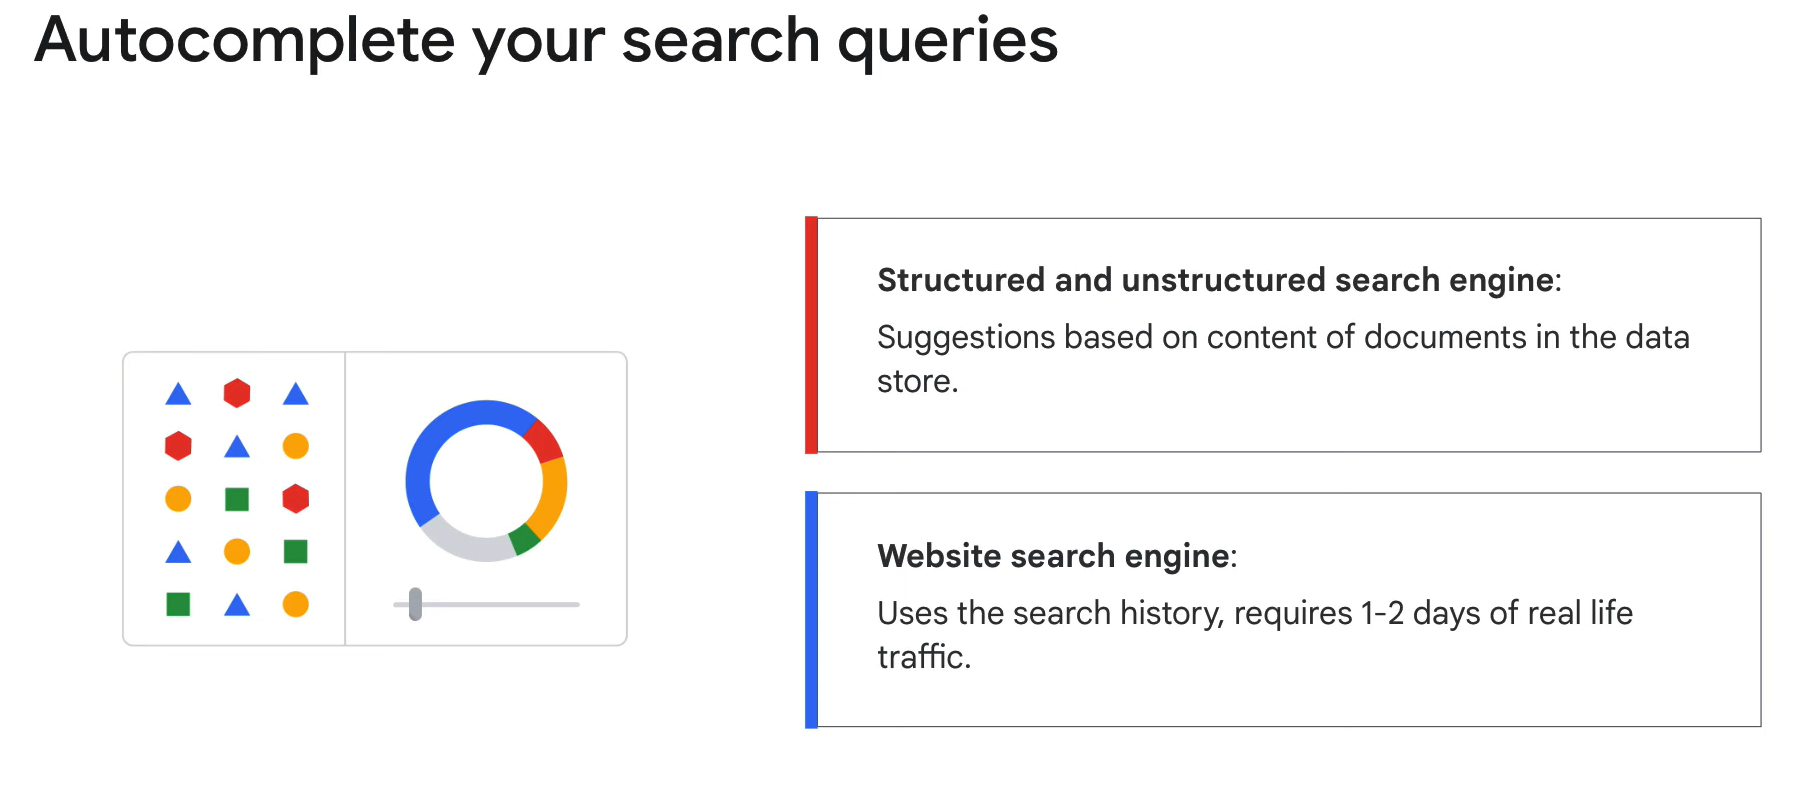 Autocomplete your search queries
Structured and unstructured search engine:
Suggestions based on content of documents in the data
store.
Website search engine:
Uses the search history, requires 1-2 days of real life
traffic.